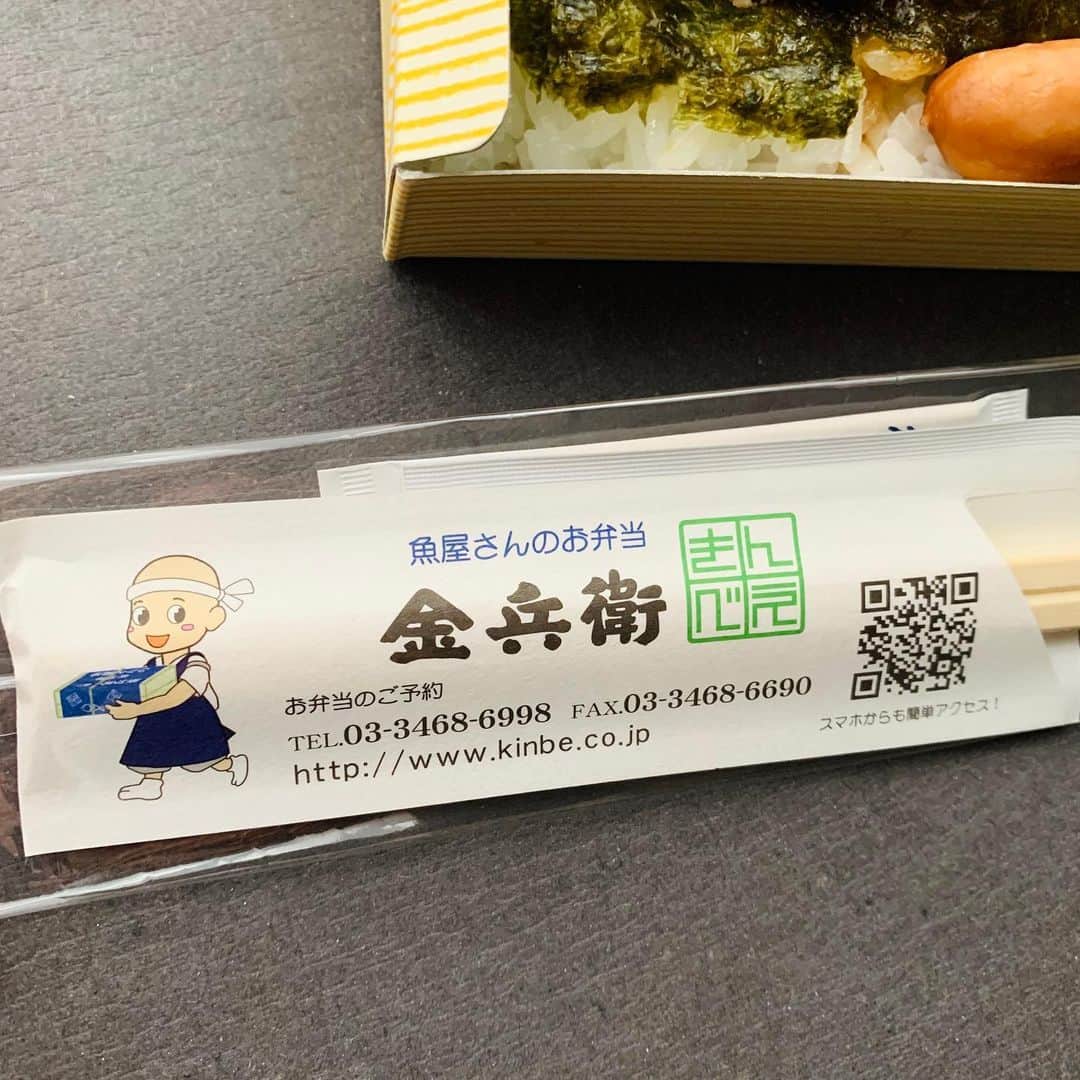 魚屋さんのお弁当
金兵衛
きん
べゑ
お弁当のご予約
TEL.03-3468-6998 FAX.03-3468-6690
http://www.kinbe.co.jp
スマホからも簡単アクセス!